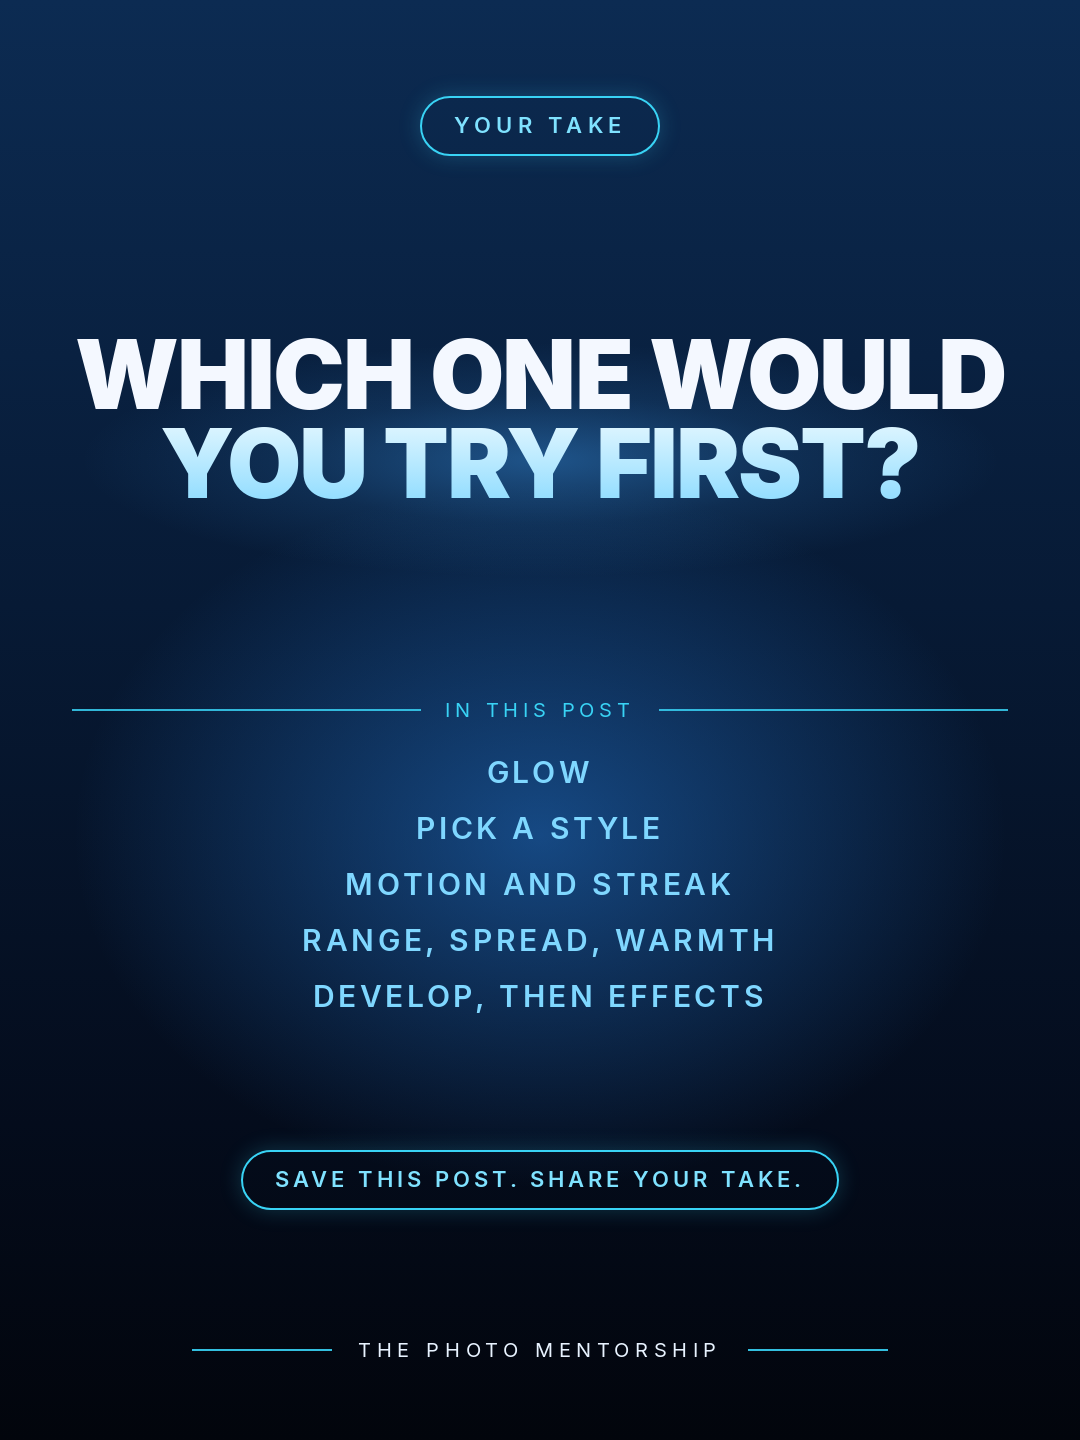 YOUR TAKE
WHICH ONE WOULD
YOU TRY FIRST?
IN THIS POST
GLOW
PICK A STYLE
MOTION AND STREAK
RANGE, SPREAD, WARMTH
DEVELOP, THEN EFFECTS
SAVE THIS POST. SHARE YOUR TAKE.
THE PHOTO MENTORSHIP